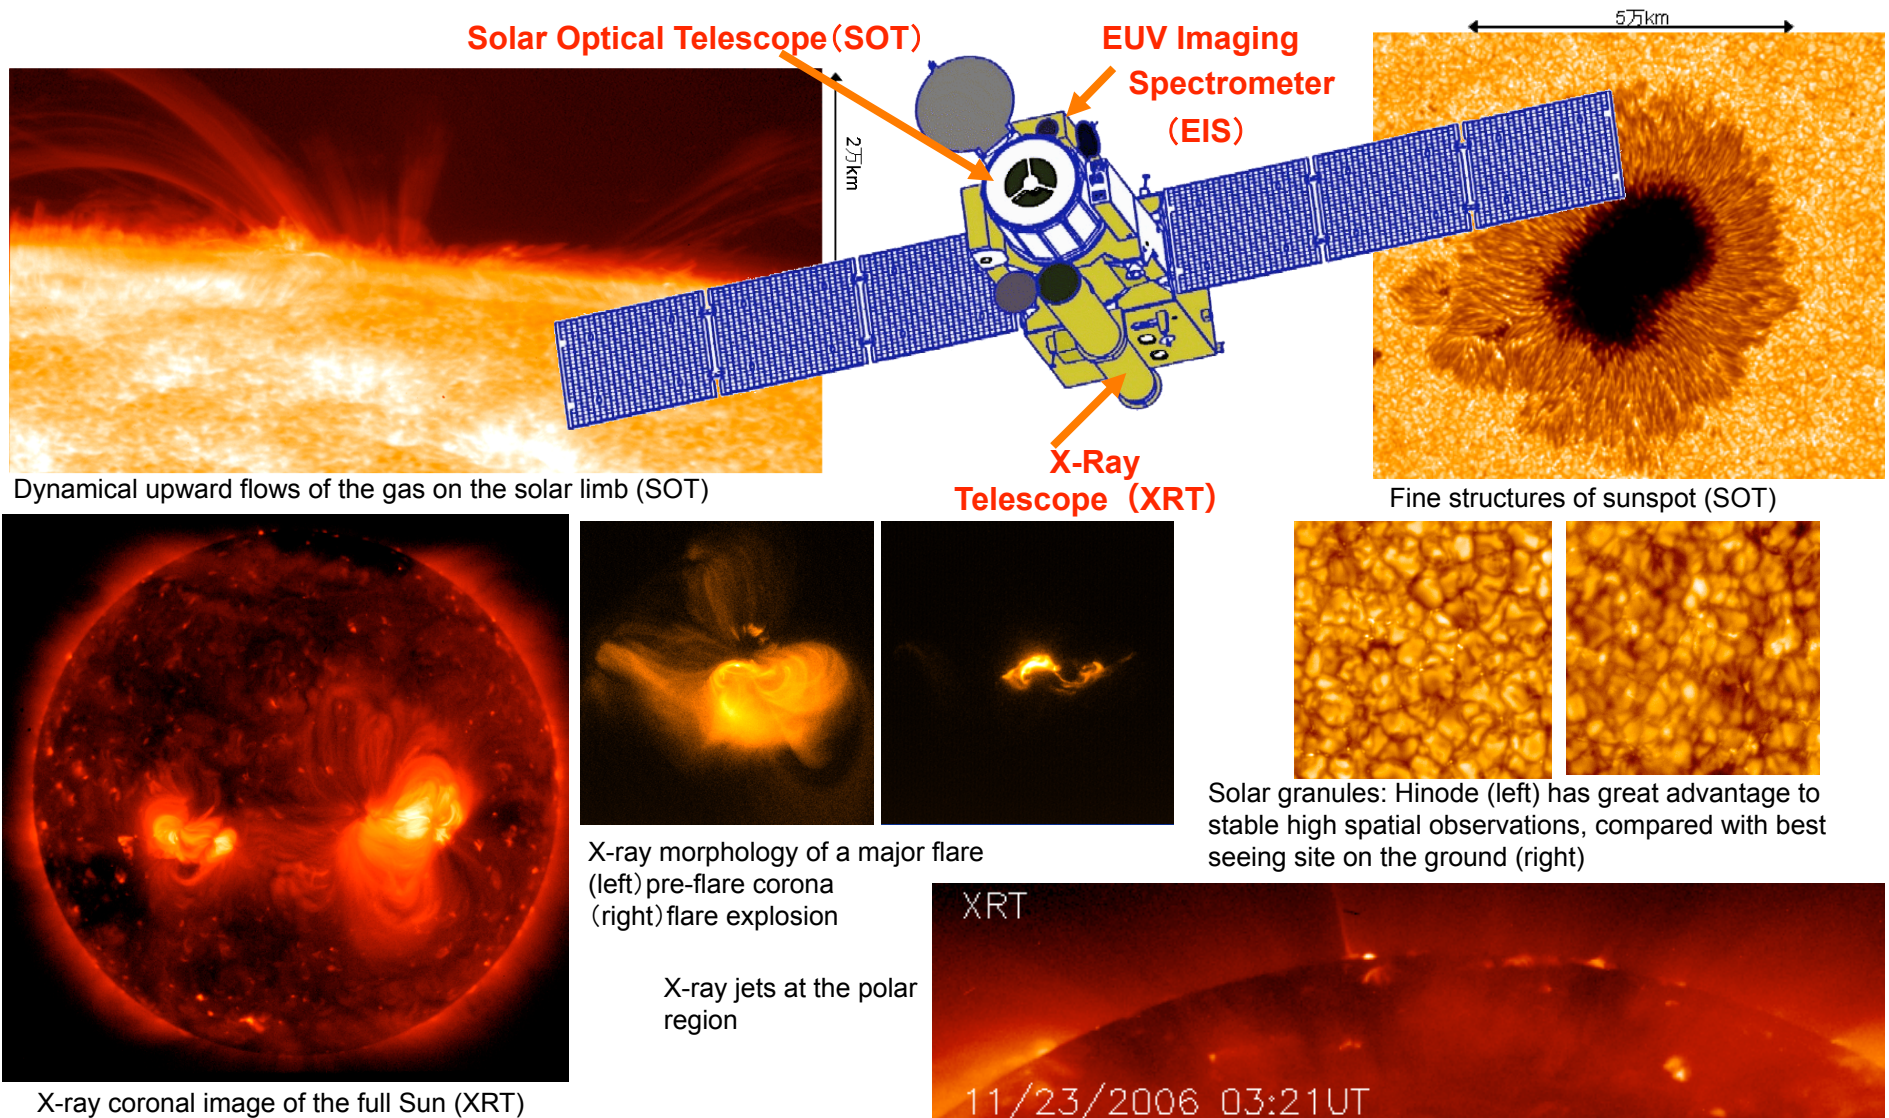 Solar Optical Telescope（SOT）
EUV Imaging
Spectrometer
（EIS）
5万km
2万km
X-Ray
Telescope（XRT）
Dynamical upward flows of the gas on the solar limb (SOT)
Fine structures of sunspot (SOT)
X-ray morphology of a major flare
(left）pre-flare corona
（right）flare explosion
Solar granules: Hinode (left) has great advantage to
stable high spatial observations, compared with best
seeing site on the ground (right)
X-ray jets at the polar
region
XRT
11/23/2006 03:21UT
X-ray coronal image of the full Sun (XRT)